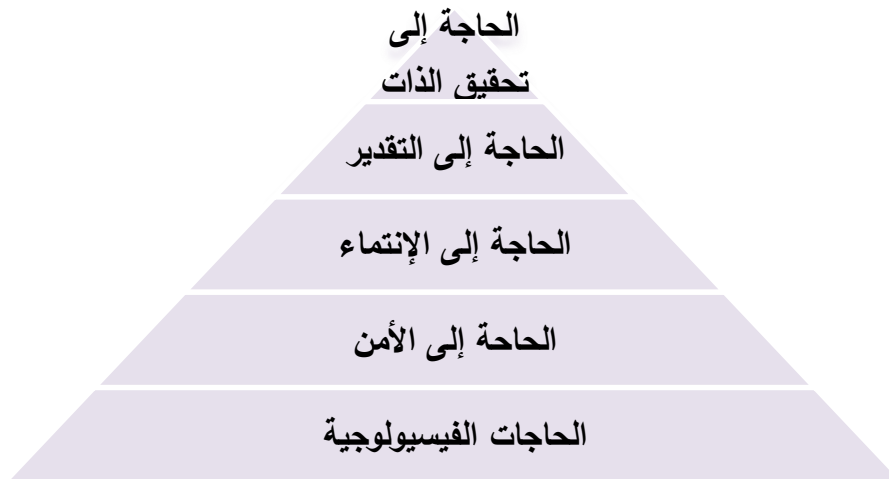 الحاجة إلى
تحقيق الذات
الحاجة إلى التقدير
الحاجة إلى الإنتماء
الحاحة إلى الأمن
الحاجات الفيسيولوجية